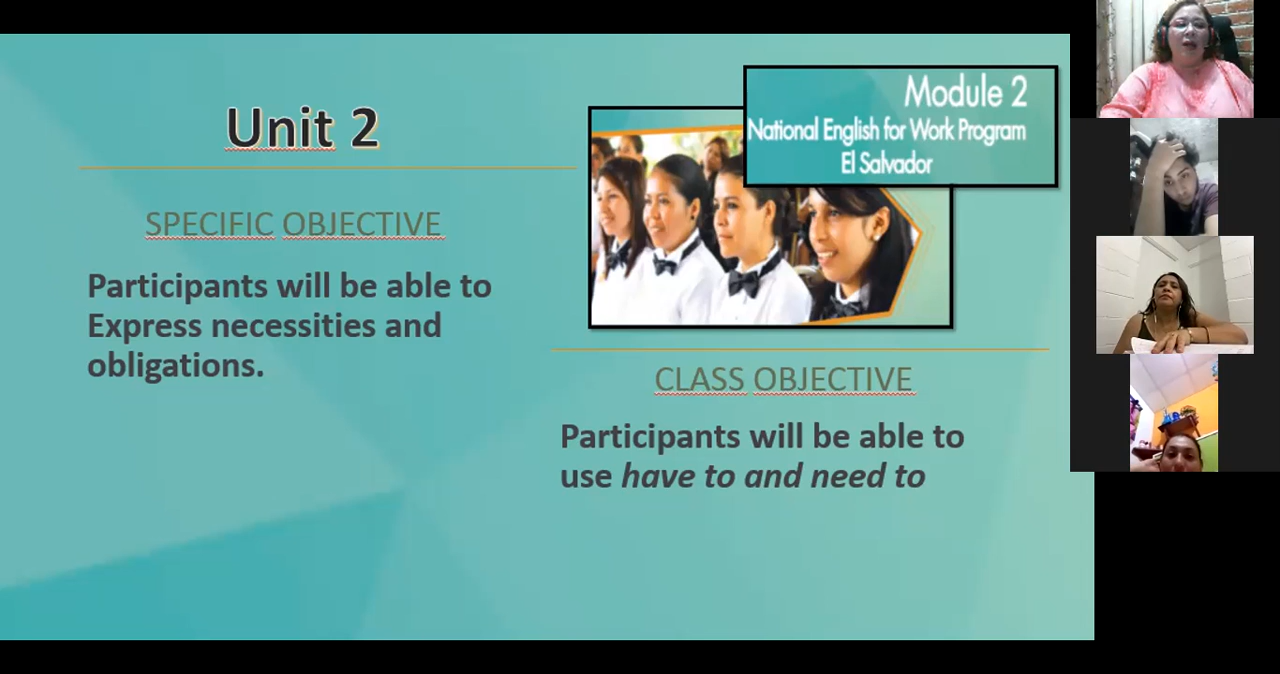 Unit 2
SPECIFIC OBJECTIVE
Participants will be able to
Express necessities and
obligations.
Module 2
National English for Work Program
El Salvador
CLASS OBJECTIVE
Participants will be able to
use have to and need to